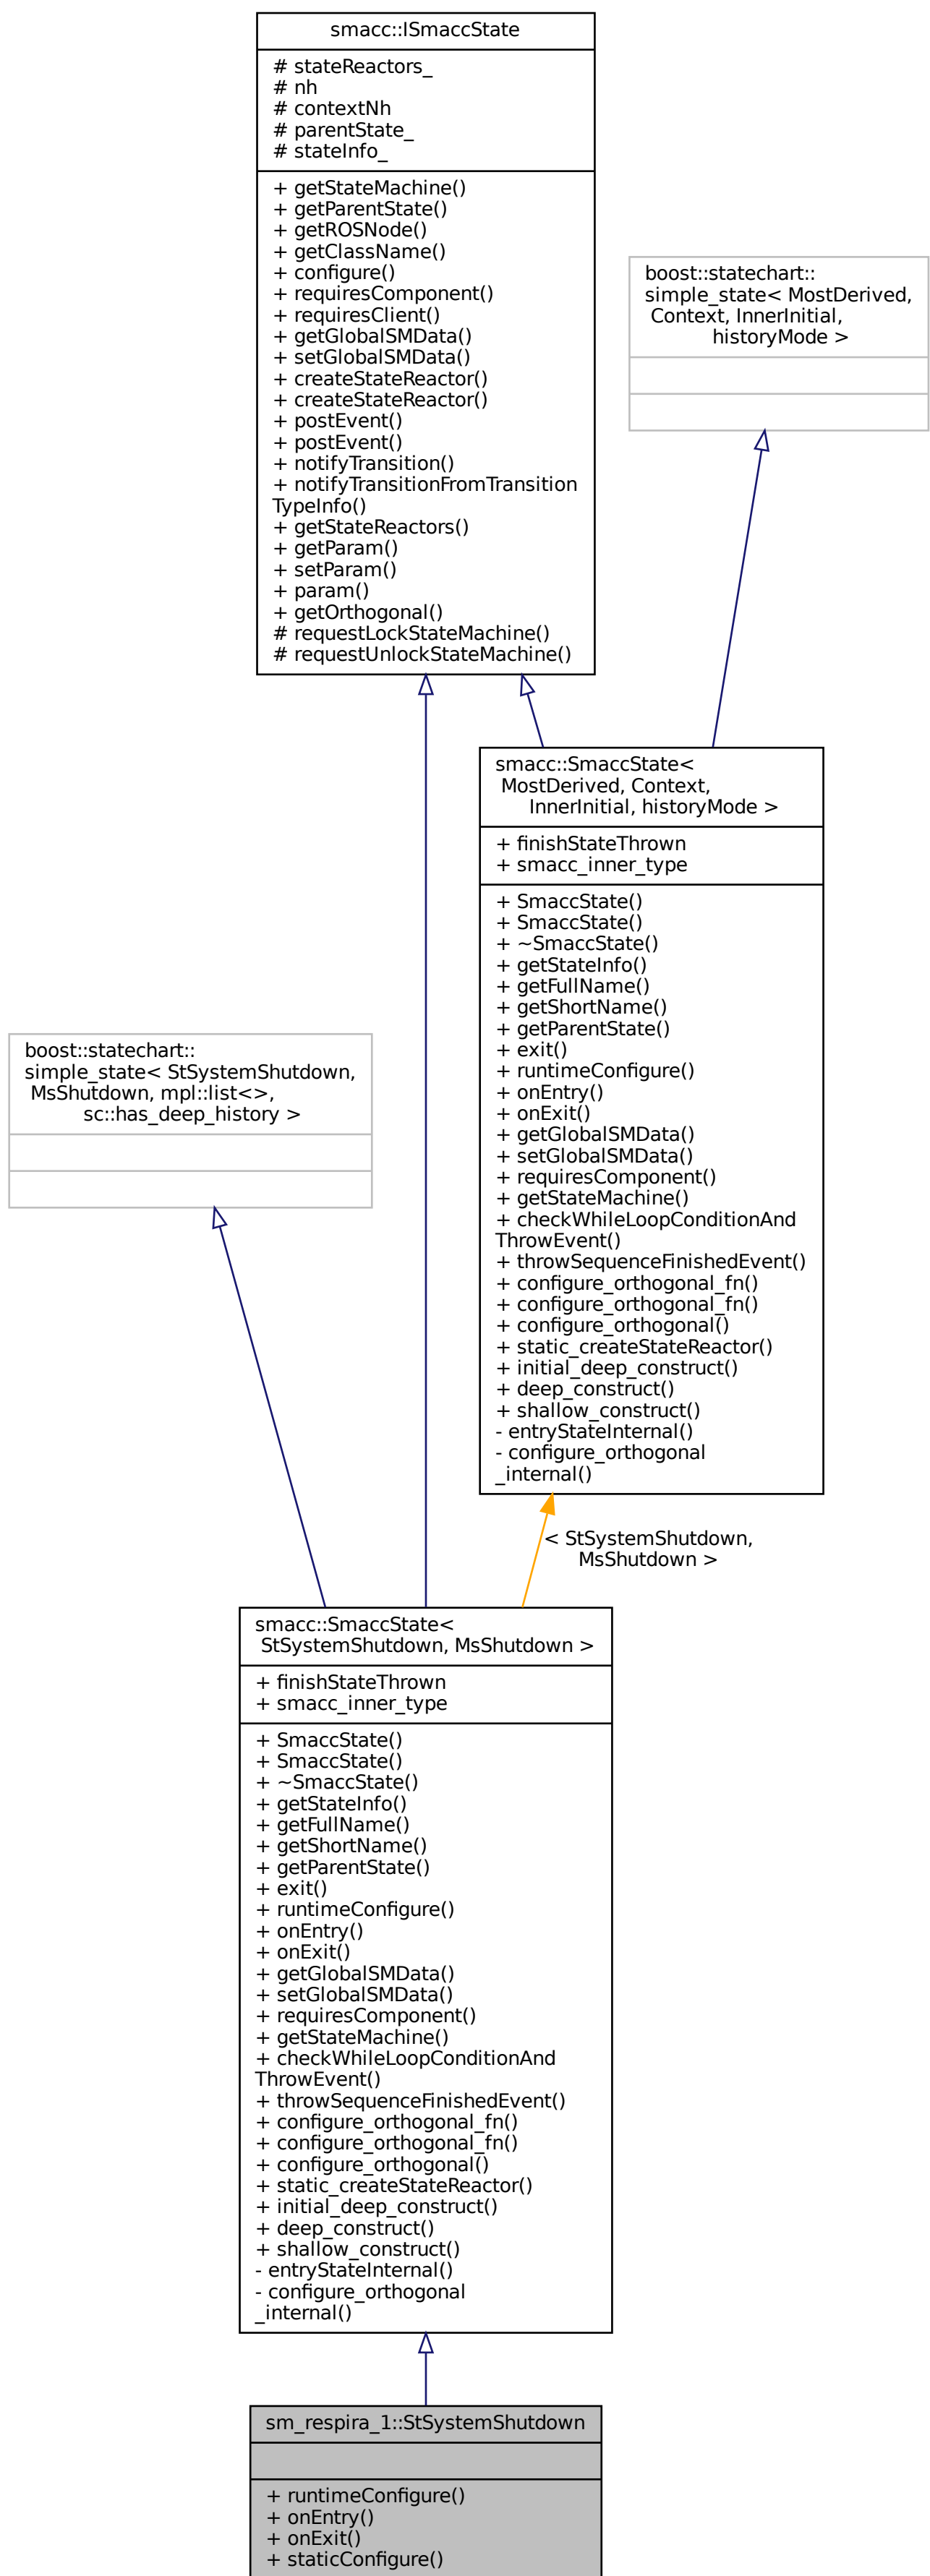 smacc::ISmaccState
# stateReactors_
# nh
# contextNh
# parentState_
# stateInfo_
+ getStateMachine()
+ getParentState()
+ getROSNode()
+ getClassName()
+ configure()
+ requiresComponent()
+ requiresClient()
+ getGlobalSMData()
+ setGlobalSMData()
+ createStateReactor()
+ createStateReactor()
+ postEvent()
+ postEvent()
+ notifyTransition()
+ notifyTransitionFromTransition
TypeInfo()
+ getStateReactors()
+ getParam()
+ setParam()
+ param()
+ getOrthogonal()
# requestLockStateMachine()
# requestUnlockStateMachine()
boost::statechart::
simple_state< MostDerived,
Context, InnerInitial,
historyMode >
smacc::SmaccState<
MostDerived, Context,
InnerInitial, historyMode >
+ finishStateThrown
+ smacc_inner_type
+ SmaccState()
+ SmaccState()
+ ~SmaccState()
+ getStateInfo()
+ getFullName()
+ getShortName()
+ getParentState()
+ exit()
+ runtimeConfigure()
+ onEntry()
+ onExit()
+ getGlobalSMData()
+ setGlobalSMData()
+ requiresComponent()
+ getStateMachine()
+ checkWhileLoopConditionAnd
ThrowEvent()
+ throwSequenceFinishedEvent()
+ configure_orthogonal_fn()
+ configure_orthogonal_fn()
+ configure_orthogonal()
+ static_createStateReactor()
+ initial_deep_construct()
+ deep_construct()
+ shallow_construct()
- entryStateInternal()
- configure_orthogonal
_internal()
boost::statechart::
simple_state< StSystemShutdown,
MsShutdown, mpl::list<>,
sc::has_deep_history >
< StSystemShutdown,
MsShutdown >
smacc::SmaccState<
StSystemShutdown, MsShutdown >
+ finishStateThrown
+ smacc_inner_type
+ SmaccState()
+ SmaccState()
+ ~SmaccState()
+ getStateInfo()
+ getFullName()
+ getShortName()
+ getParentState()
+ exit()
+ runtimeConfigure()
+ onEntry()
+ onExit()
+ getGlobalSMData()
+ setGlobalSMData()
+ requiresComponent()
+ getStateMachine()
+ checkWhileLoopConditionAnd
ThrowEvent()
+ throwSequenceFinishedEvent()
+ configure_orthogonal_fn()
+ configure_orthogonal_fn()
+ configure_orthogonal()
+ static_createStateReactor()
+ initial_deep_construct()
+ deep_construct()
+ shallow_construct()
- entryStateInternal()
- configure_orthogonal
_internal()
sm_respira_1::StSystemShutdown
+ runtimeConfigure()
+ onEntry()
+ onExit()
+ staticConfigure()